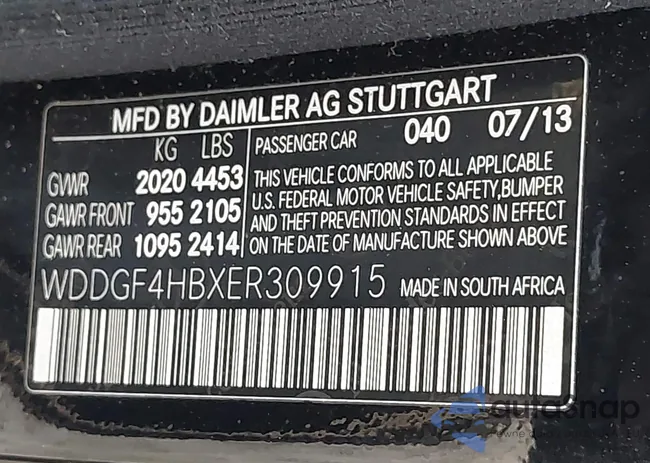 MFD BY DAIMLER AG STUTTGART
KG LBS PASSENGER CAR 040 07/13
GVWR 2020 4453
GAWR FRONT 955 2105
GAWR REAR 1095 2414
THIS VEHICLE CONFORMS TO ALL APPLICABLE
U.S. FEDERAL MOTOR VEHICLE SAFETY,BUMPER
AND THEFT PREVENTION STANDARDS IN EFFECT
ON THE DATE OF MANUFACTURE SHOWN ABOVE
WDDGF4HBXER309915 MADE IN SOUTH AFRICA
autosnap